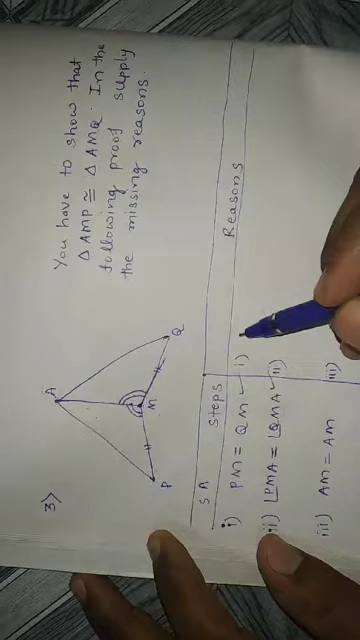 3)
You have to show that
△AMP ≅ △AMQ. In the
following proof supply
the missing reasons.
A
P
M
Q
SA
Steps
Reasons
i) PM = QM
i)
ii) ∠PMA = ∠QMA
ii)
iii) AM = AM
iii)